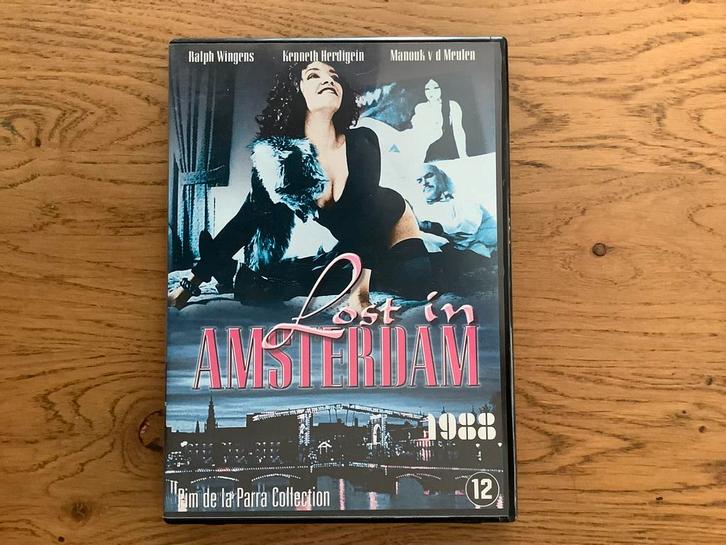 Ralph Wingens Kenneth Herdigein Manouk v d Meulen
Lost in
AMSTERDAM
1988
"Pim de la Parra Collection
12